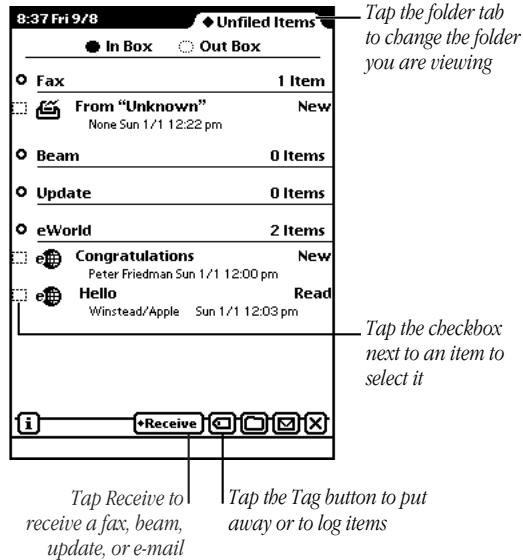 8:37 Fri 9/8
◆Unfiled Items
Tap the folder tab
to change the folder
you are viewing
In Box
Out Box
Fax 1 Item
From “Unknown” New
None Sun 1/1 12:22 pm
Beam 0 Items
Update 0 Items
eWorld 2 Items
Congratulations New
Peter Friedman Sun 1/1 12:00 pm
Hello Read
Winstead/Apple Sun 1/1 12:03 pm
Tap the checkbox
next to an item to
select it
i
◆Receive
Tap Receive to
receive a fax, beam,
update, or e-mail
Tap the Tag button to put
away or to log items